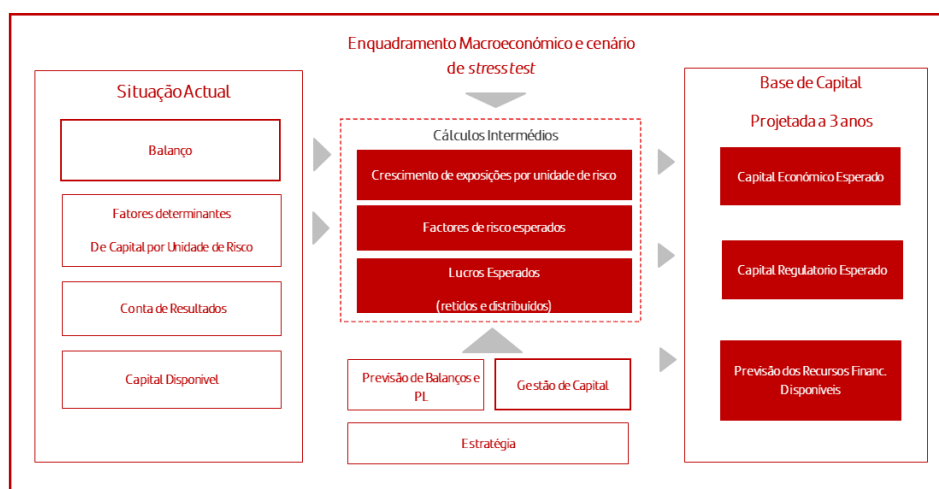 Enquadramento Macroeconómico e cenário
de stress test
Situação Actual
Balanço
Fatores determinantes
De Capital por Unidade de Risco
Conta de Resultados
Capital Disponivel
Cálculos Intermédios
Crescimento de exposições por unidade de risco
Factores de risco esperados
Lucros Esperados
(retidos e distribuídos)
Previsão de Balanços e
PL
Gestão de Capital
Estratégia
Base de Capital
Projetada a 3 anos
Capital Económico Esperado
Capital Regulatorio Esperado
Previsão dos Recursos Financ.
Disponíveis